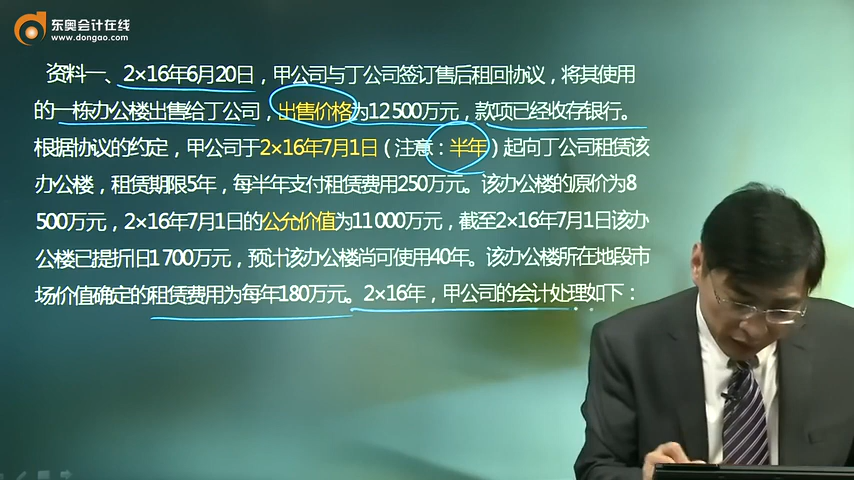 东奥会计在线
www.dongao.com
资料一、2×16年6月20日，甲公司与丁公司签订售后租回协议，将其使用
的一栋办公楼出售给丁公司，出售价格为12 500万元，款项已经收存银行。
根据协议的约定，甲公司于2×16年7月1日（注意：半年）起向丁公司租赁该
办公楼，租赁期限5年，每半年支付租赁费用250万元。该办公楼的原价为8
500万元，2×16年7月1日的公允价值为11 000万元，截至2×16年7月1日该办
公楼已提折旧1 700万元，预计该办公楼尚可使用40年。该办公楼所在地段市
场价值确定的租赁费用为每年180万元。2×16年，甲公司的会计处理如下：